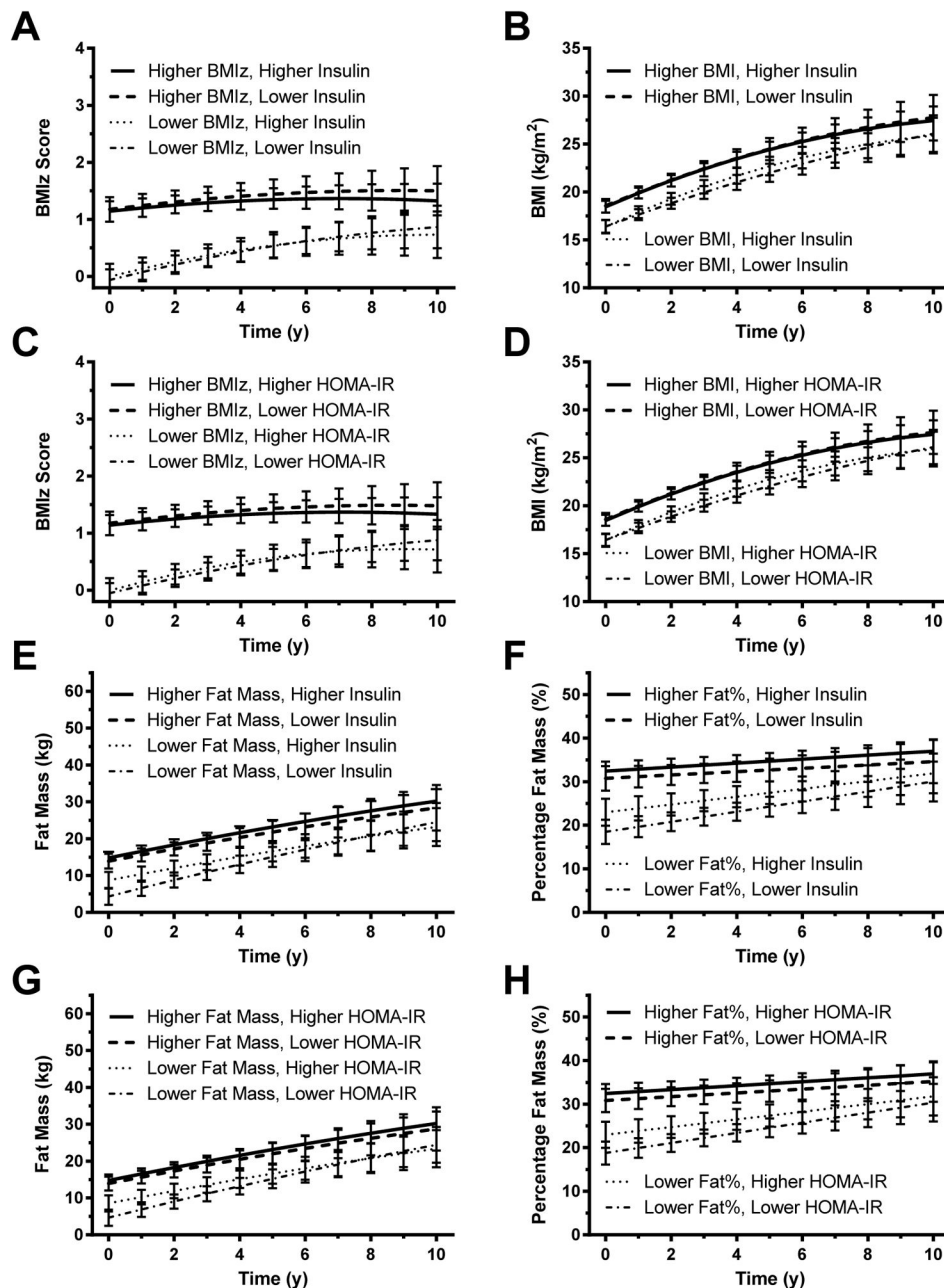 A
4
3
2
1
0
BMIz Score
Higher BMIz, Higher Insulin
Higher BMIz, Lower Insulin
Lower BMIz, Higher Insulin
Lower BMIz, Lower Insulin
0 2 4 6 8 10
Time (y)
B
35
30
25
20
15
10
BMI (kg/m²)
Higher BMI, Higher Insulin
Higher BMI, Lower Insulin
Lower BMI, Higher Insulin
Lower BMI, Lower Insulin
0 2 4 6 8 10
Time (y)
C
4
3
2
1
0
BMIz Score
Higher BMIz, Higher HOMA-IR
Higher BMIz, Lower HOMA-IR
Lower BMIz, Higher HOMA-IR
Lower BMIz, Lower HOMA-IR
0 2 4 6 8 10
Time (y)
D
35
30
25
20
15
10
BMI (kg/m²)
Higher BMI, Higher HOMA-IR
Higher BMI, Lower HOMA-IR
Lower BMI, Higher HOMA-IR
Lower BMI, Lower HOMA-IR
0 2 4 6 8 10
Time (y)
E
60
50
40
30
20
10
0
Fat Mass (kg)
Higher Fat Mass, Higher Insulin
Higher Fat Mass, Lower Insulin
Lower Fat Mass, Higher Insulin
Lower Fat Mass, Lower Insulin
0 2 4 6 8 10
Time (y)
F
50
40
30
20
10
0
Percentage Fat Mass (%)
Higher Fat%, Higher Insulin
Higher Fat%, Lower Insulin
Lower Fat%, Higher Insulin
Lower Fat%, Lower Insulin
0 2 4 6 8 10
Time (y)
G
60
50
40
30
20
10
0
Fat Mass (kg)
Higher Fat Mass, Higher HOMA-IR
Higher Fat Mass, Lower HOMA-IR
Lower Fat Mass, Higher HOMA-IR
Lower Fat Mass, Lower HOMA-IR
0 2 4 6 8 10
Time (y)
H
50
40
30
20
10
0
Percentage Fat Mass (%)
Higher Fat%, Higher HOMA-IR
Higher Fat%, Lower HOMA-IR
Lower Fat%, Higher HOMA-IR
Lower Fat%, Lower HOMA-IR
0 2 4 6 8 10
Time (y)